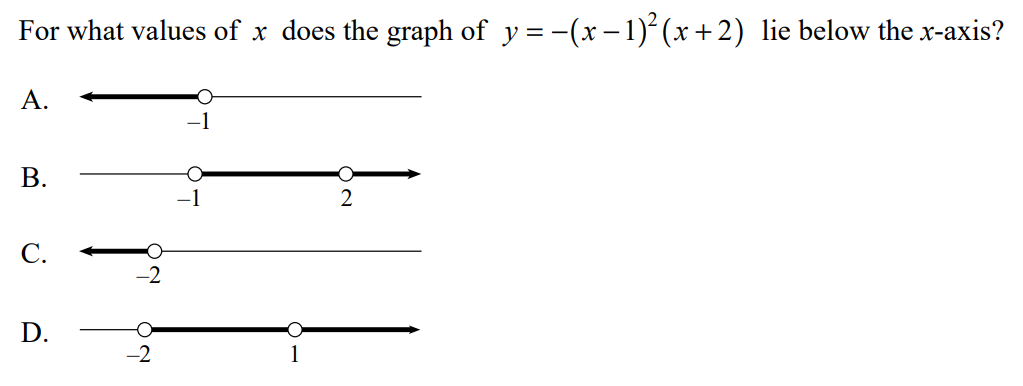 For what values of x does the graph of y = −(x − 1)²(x + 2) lie below the x-axis?
A.
−1
B.
−1 2
C.
−2
D.
−2 1